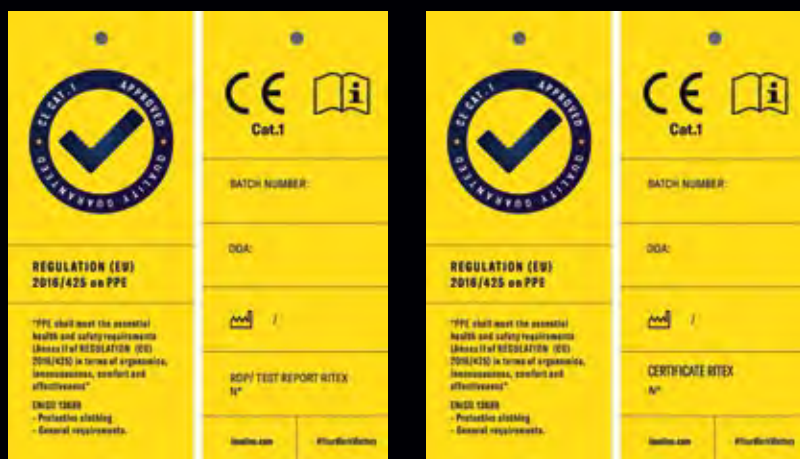 CE CAT.1 APPROVED
QUALITY GUARANTEED
REGULATION (EU)
2016/425 on PPE
"PPE shall meet the essential
health and safety requirements
(Annex II of REGULATION (EU)
2016/425) in terms of ergonomics,
innocuousness, comfort and
effectiveness"
EN ISO 13688
- Protective clothing
- General requirements.
CE
Cat.1
BATCH NUMBER:
DOA:
/
RDP/ TEST REPORT RITEX
N°
#YourWorkYourWay
CE CAT.1 APPROVED
QUALITY GUARANTEED
REGULATION (EU)
2016/425 on PPE
"PPE shall meet the essential
health and safety requirements
(Annex II of REGULATION (EU)
2016/425) in terms of ergonomics,
innocuousness, comfort and
effectiveness"
EN ISO 13688
- Protective clothing
- General requirements.
CE
Cat.1
BATCH NUMBER:
DOA:
/
CERTIFICATE RITEX
N°